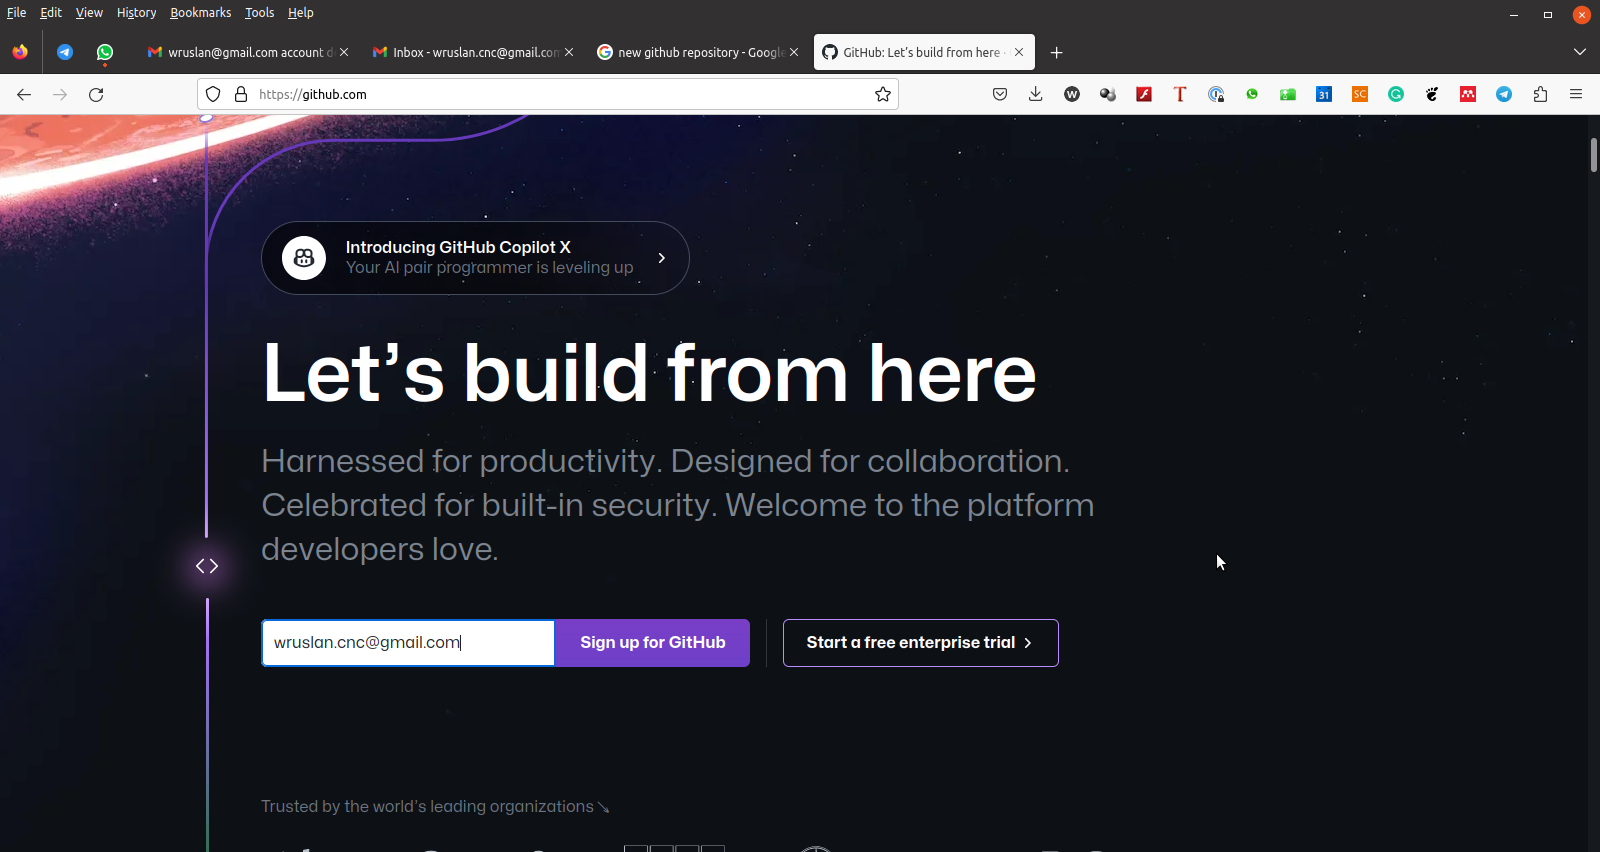 File Edit View History Bookmarks Tools Help
wruslan@gmail.com account d
Inbox - wruslan.cnc@gmail.com
new github repository - Google
GitHub: Let's build from here ·
https://github.com
W
T
31
SC
G
Introducing GitHub Copilot X
Your AI pair programmer is leveling up
Let's build from here
Harnessed for productivity. Designed for collaboration.
Celebrated for built-in security. Welcome to the platform
developers love.
wruslan.cnc@gmail.com
Sign up for GitHub
Start a free enterprise trial
Trusted by the world's leading organizations